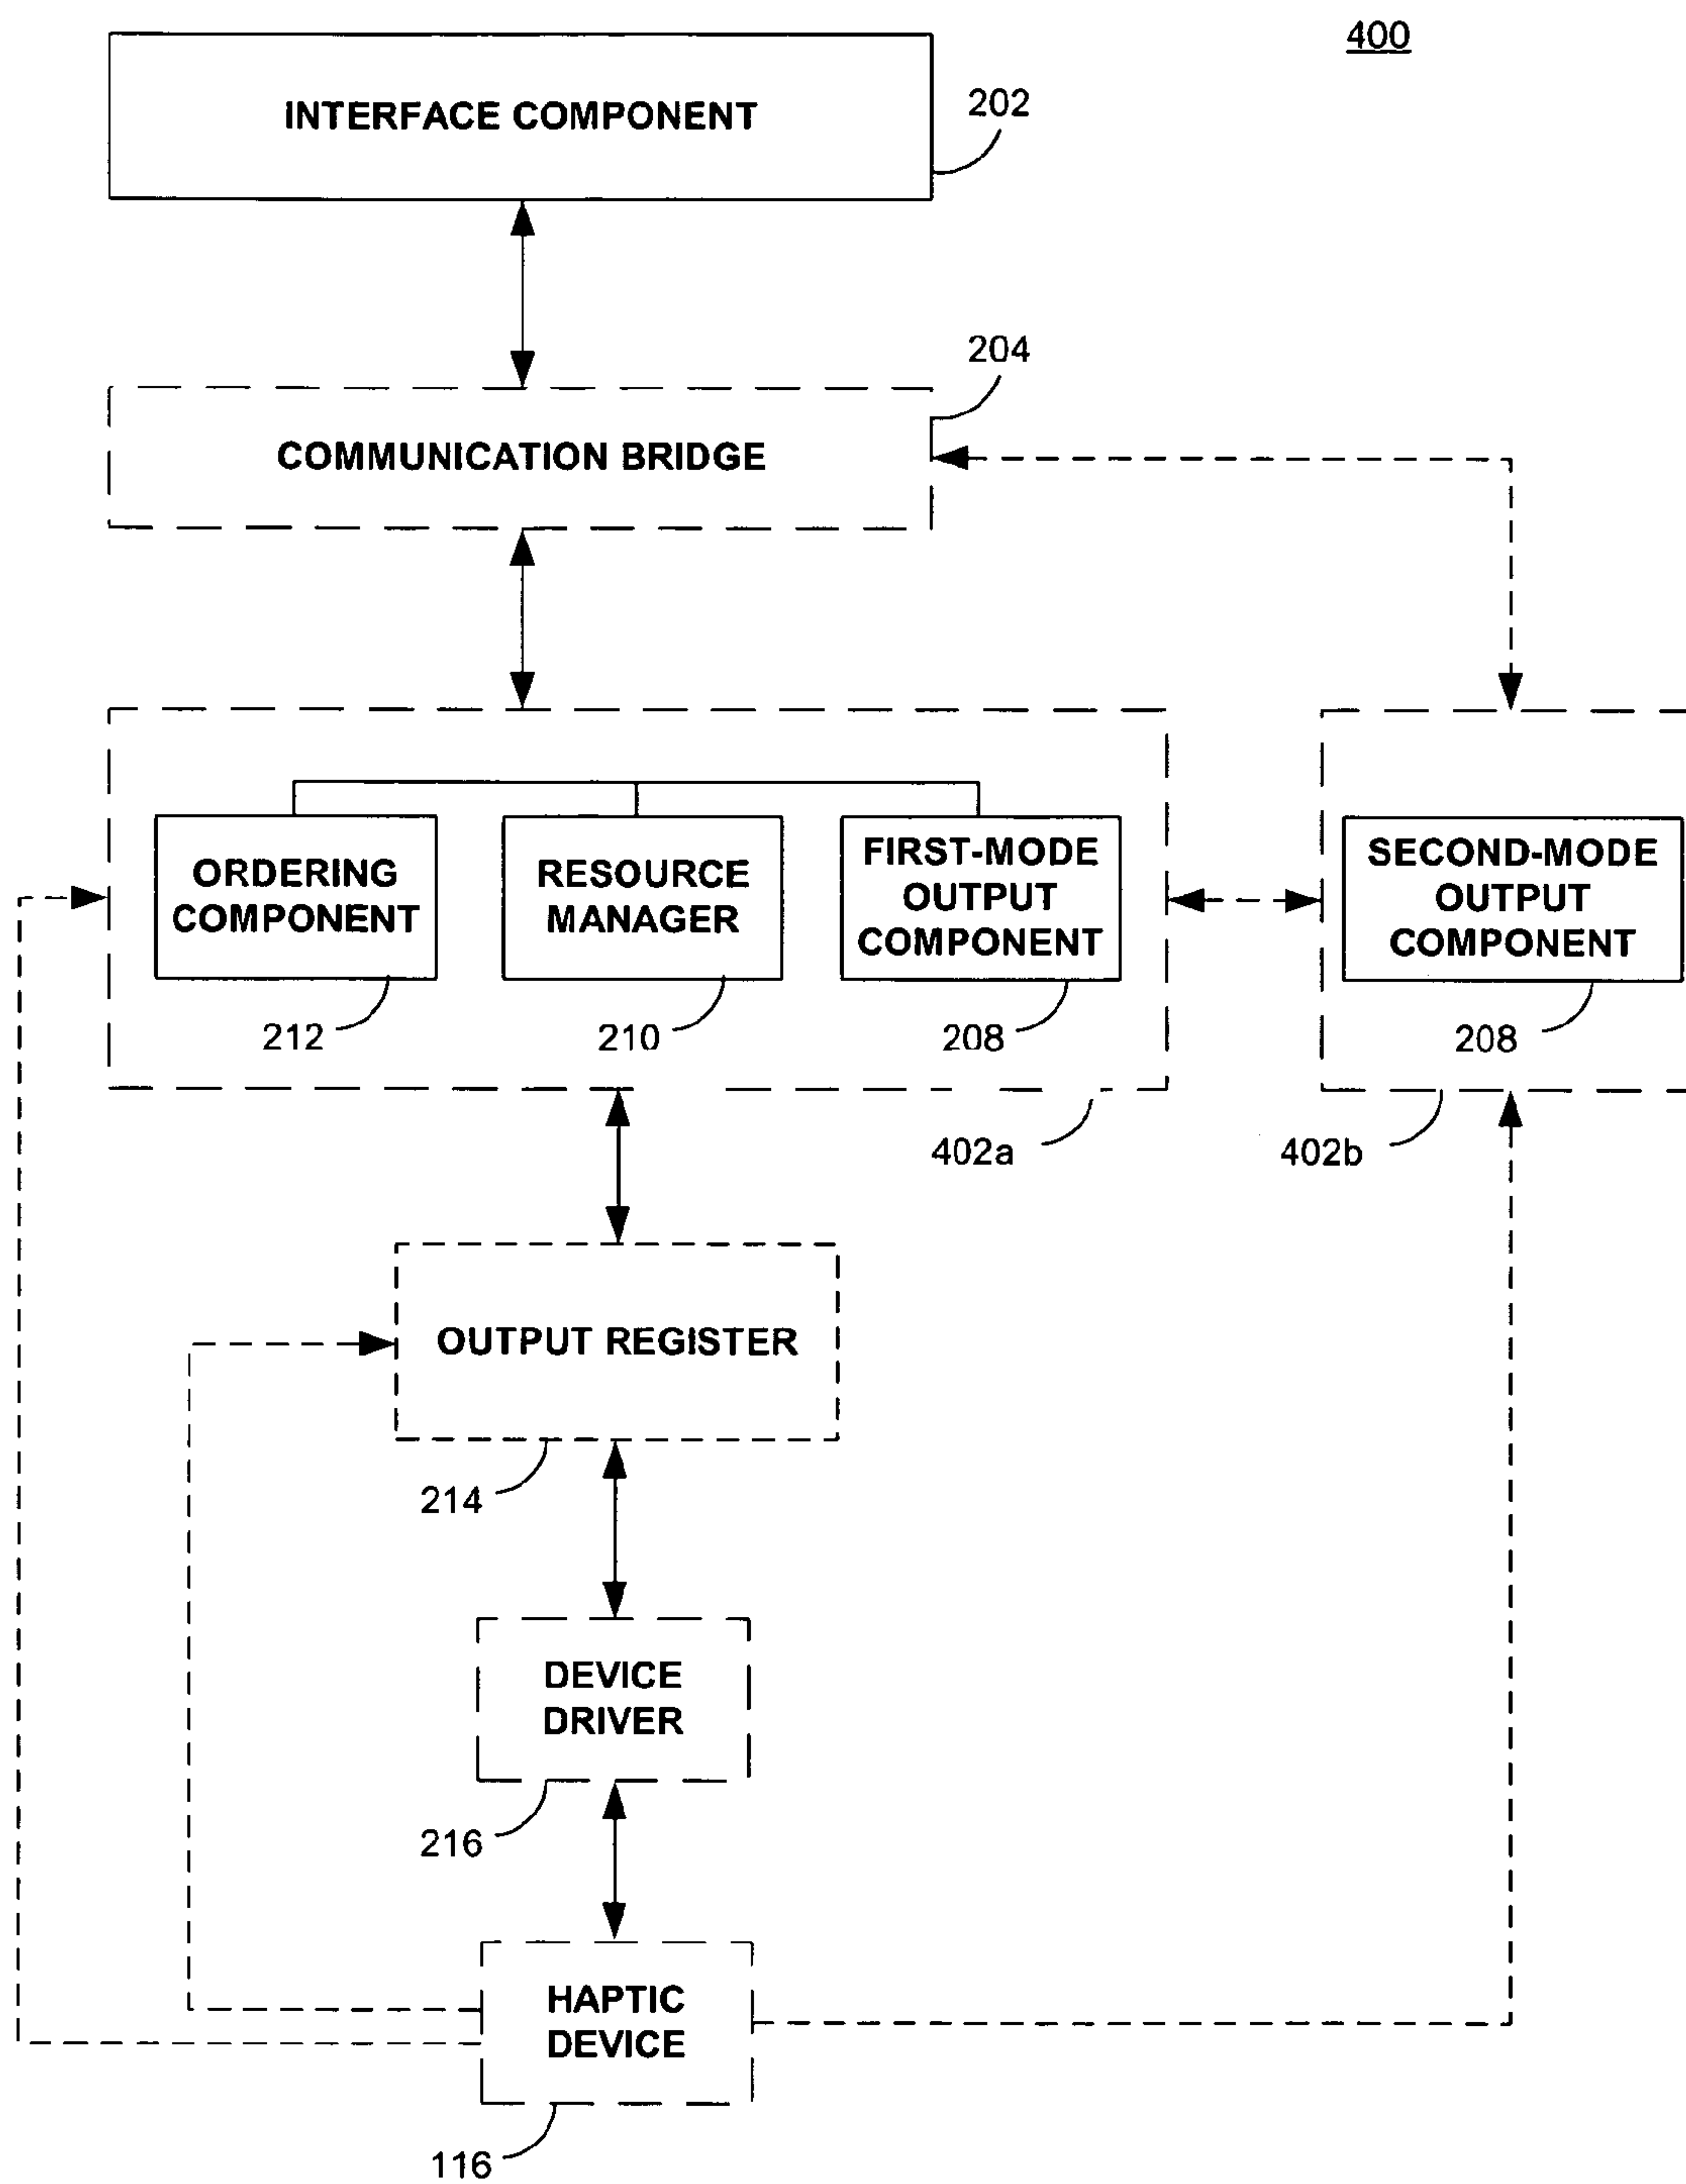 400
INTERFACE COMPONENT
202
204
COMMUNICATION BRIDGE
ORDERING
COMPONENT
RESOURCE
MANAGER
FIRST-MODE
OUTPUT
COMPONENT
SECOND-MODE
OUTPUT
COMPONENT
212
210
208
208
402a
402b
OUTPUT REGISTER
214
DEVICE
DRIVER
216
HAPTIC
DEVICE
116